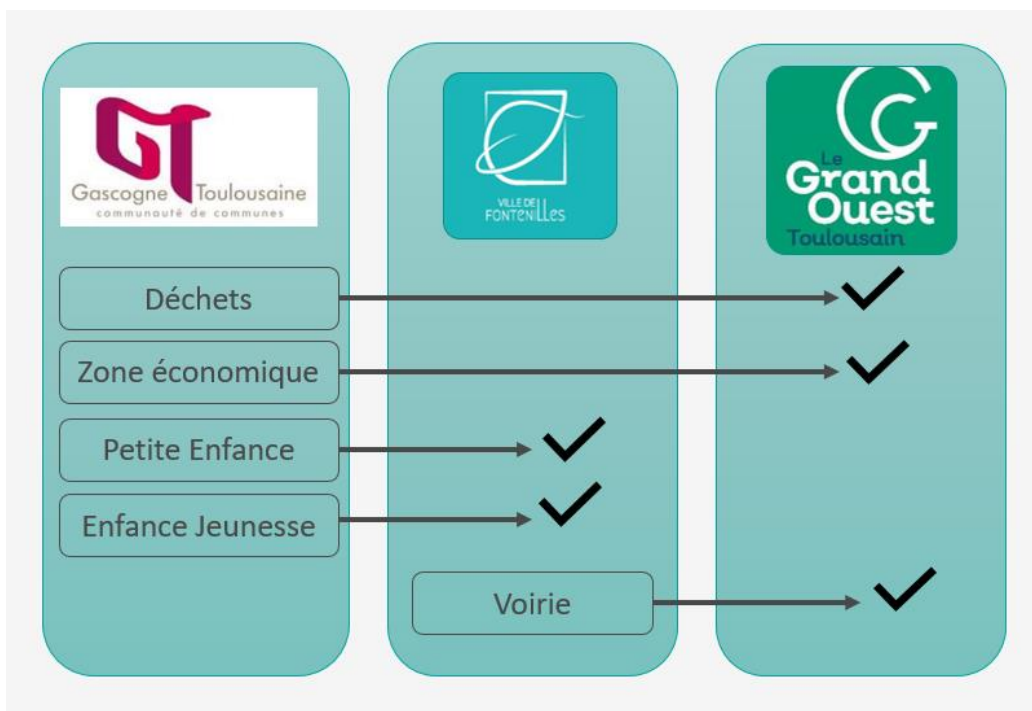 GT
Gascogne Toulousaine
communauté de communes
VILLE DE
FONTENILLES
G
Le
Grand
Ouest
Toulousain
Déchets
Zone économique
Petite Enfance
Enfance Jeunesse
Voirie